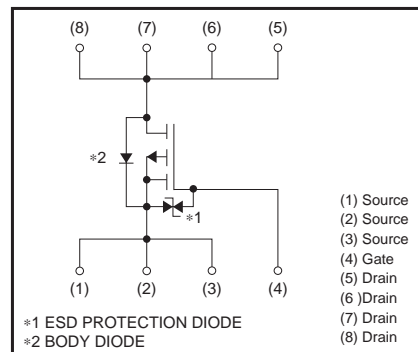 (8) (7) (6) (5)
∗2
∗1
(1) (2) (3) (4)
∗1 ESD PROTECTION DIODE
∗2 BODY DIODE
(1) Source
(2) Source
(3) Source
(4) Gate
(5) Drain
(6 )Drain
(7) Drain
(8) Drain